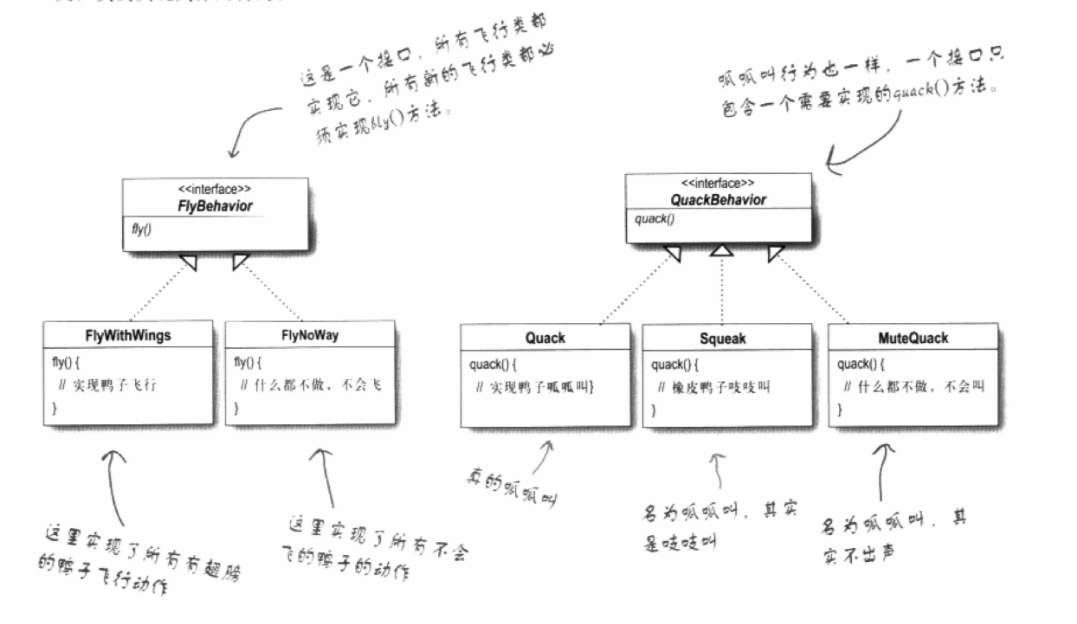 这是一个接口，所有飞行类都
实现它，所有新的飞行类都必
须实现fly()方法。
呱呱叫行为也一样，一个接口只
包含一个需要实现的quack()方法。
<<interface>>
FlyBehavior
fly()
<<interface>>
QuackBehavior
quack()
FlyWithWings
fly() {
// 实现鸭子飞行
}
FlyNoWay
fly() {
// 什么都不做，不会飞
}
Quack
quack() {
// 实现鸭子呱呱叫}
Squeak
quack() {
// 橡皮鸭子吱吱叫
}
MuteQuack
quack() {
// 什么都不做，不会叫
}
这里实现了所有有翅膀
的鸭子飞行动作
这里实现了所有不会
飞的鸭子的动作
真的呱呱叫
名为呱呱叫，其实
是吱吱叫
名为呱呱叫，其
实不出声